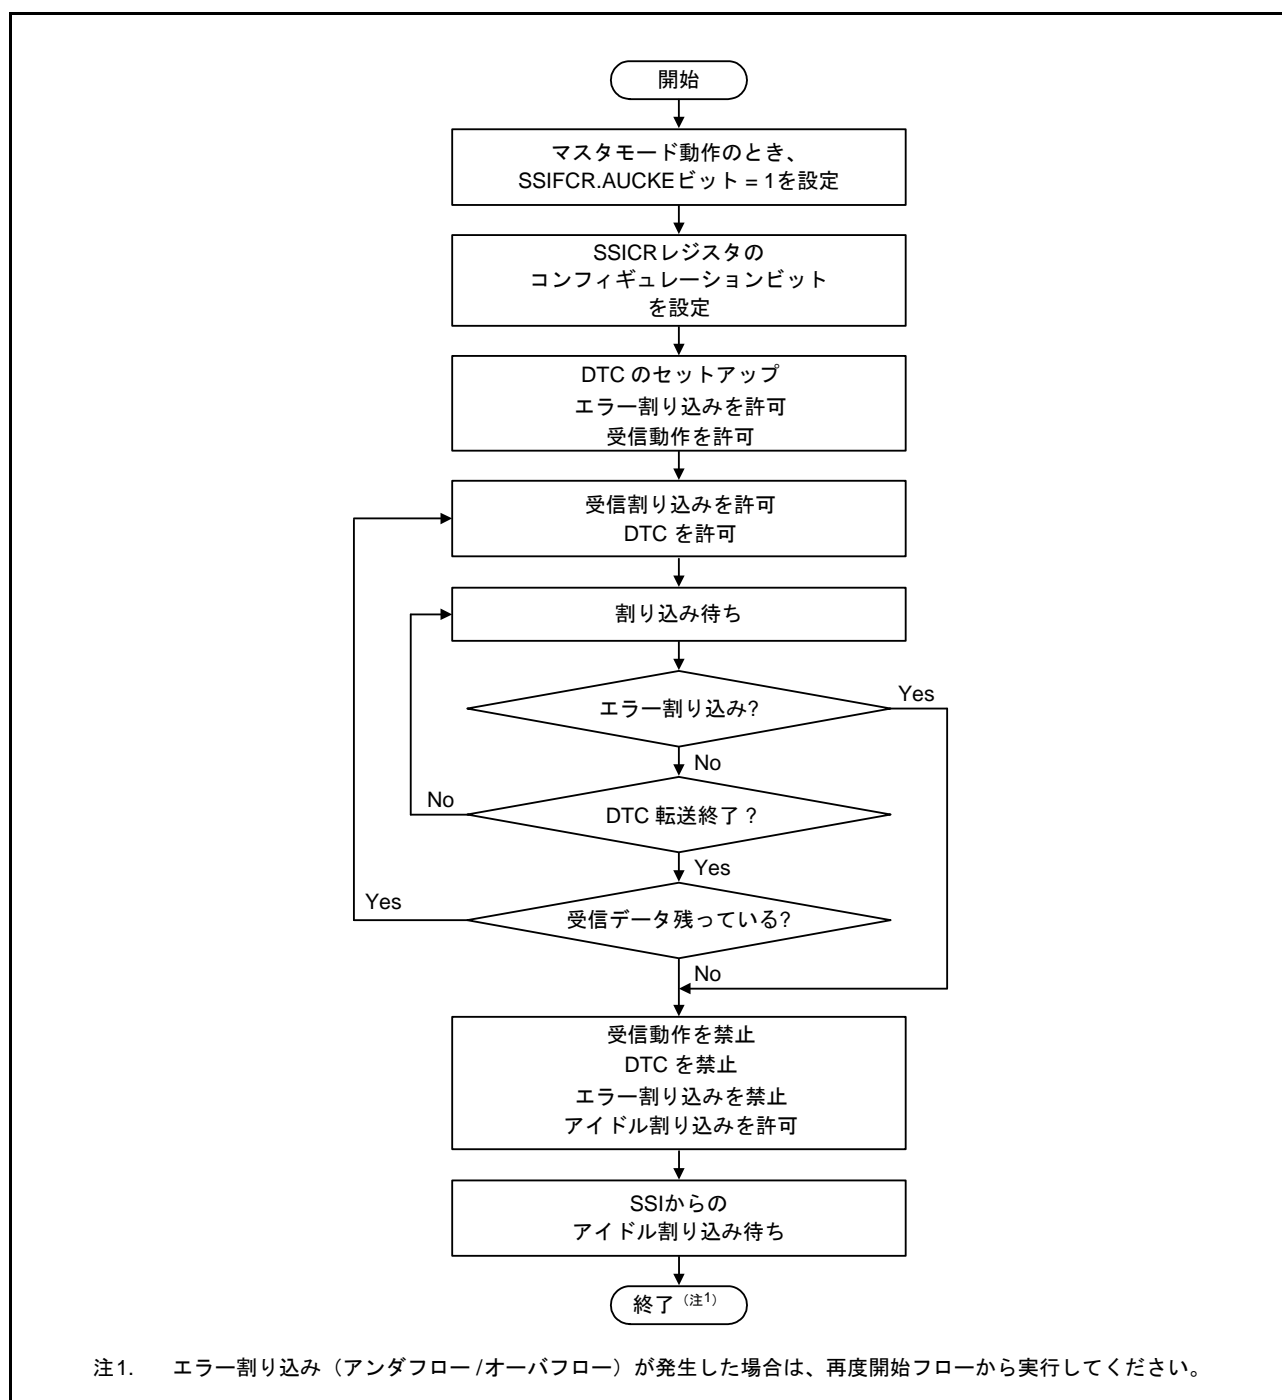 開始
マスタモード動作のとき、
SSIFCR.AUCKEビット = 1を設定
SSICRレジスタの
コンフィギュレーションビット
を設定
DTC のセットアップ
エラー割り込みを許可
受信動作を許可
受信割り込みを許可
DTC を許可
割り込み待ち
エラー割り込み?
Yes
No
DTC 転送終了 ?
No
Yes
受信データ残っている?
Yes
No
受信動作を禁止
DTC を禁止
エラー割り込みを禁止
アイドル割り込みを許可
SSIからの
アイドル割り込み待ち
終了 (注1)
注1. エラー割り込み（アンダフロー /オーバフロー）が発生した場合は、再度開始フローから実行してください。